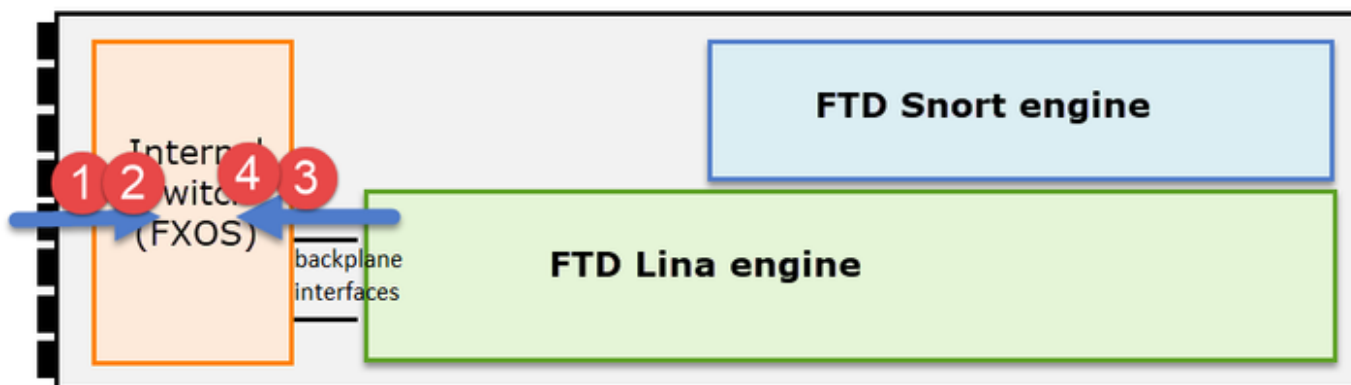 FTD Snort engine
1 2 4 3
(FXOS)
backplane
interfaces
FTD Lina engine